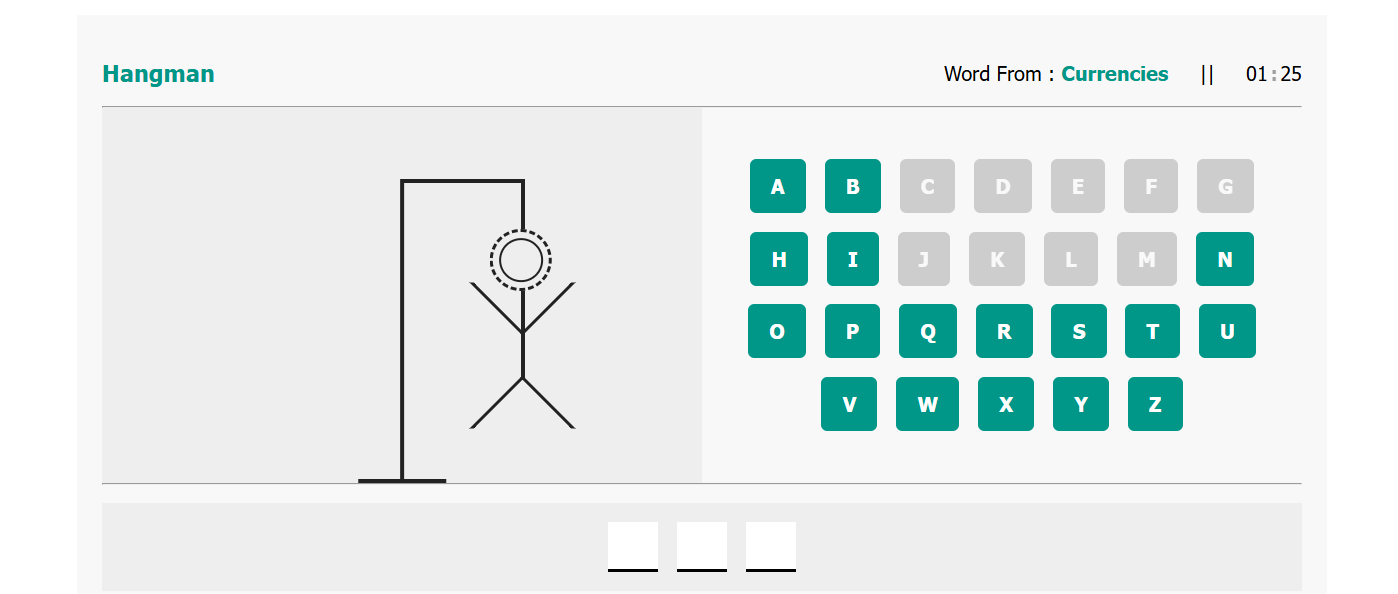 Hangman
Word From : Currencies || 01:25
A B C D E F G
H I J K L M N
O P Q R S T U
V W X Y Z